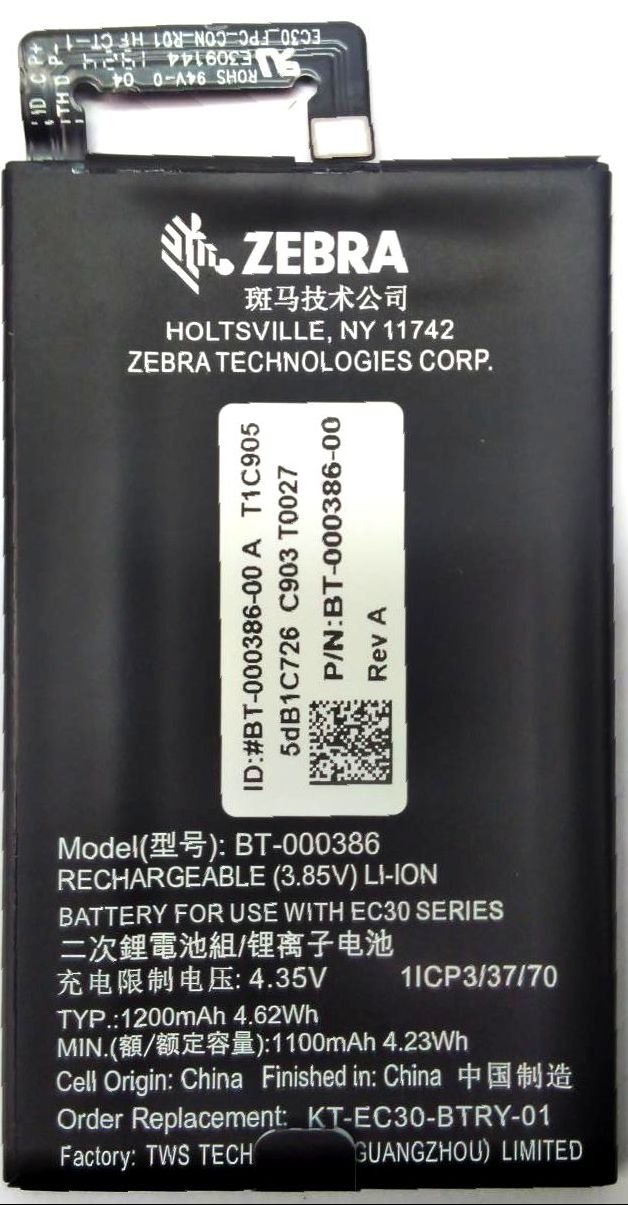 EC30_FPC_CON_R01 HF CT-1
E309144
ROHS 94V-0 04
ID C P+
TH D P-
ZEBRA
斑马技术公司
HOLTSVILLE, NY 11742
ZEBRA TECHNOLOGIES CORP.
ID:#BT-000386-00 A T1C905
5dB1C726 C903 T0027
P/N:BT-000386-00
Rev A
Model(型号): BT-000386
RECHARGEABLE (3.85V) LI-ION
BATTERY FOR USE WITH EC30 SERIES
二次鋰電池組/锂离子电池
充电限制电压: 4.35V 1ICP3/37/70
TYP.:1200mAh 4.62Wh
MIN.(額/额定容量):1100mAh 4.23Wh
Cell Origin: China Finished in: China 中国制造
Order Replacement: KT-EC30-BTRY-01
Factory: TWS TECH GUANGZHOU) LIMITED